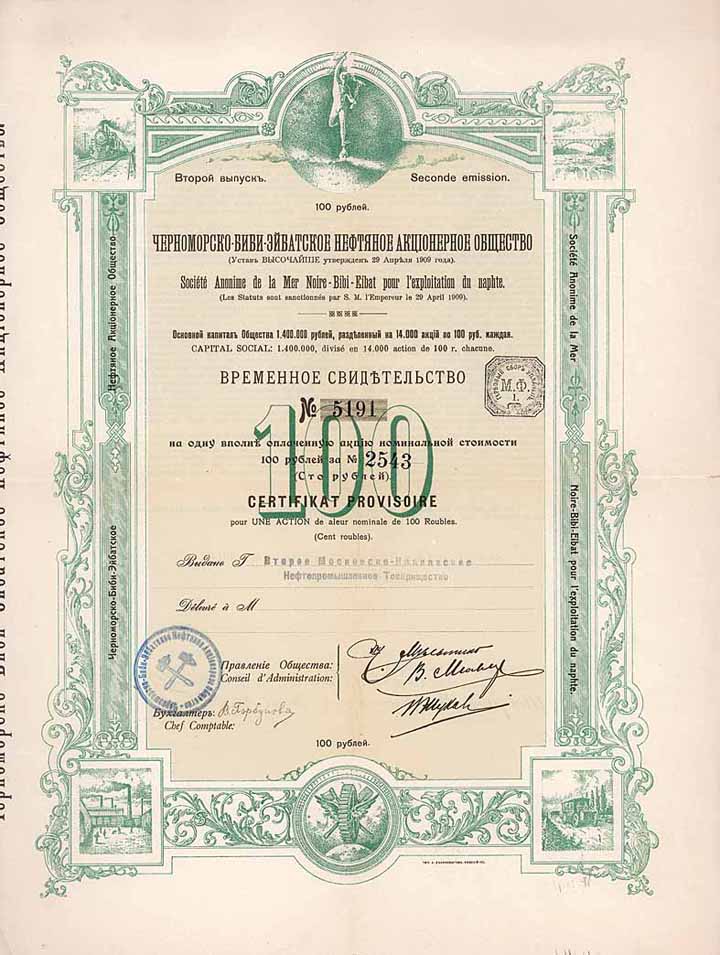 Второй выпускъ.
Seconde emission.
100 рублей.
ЧЕРНОМОРСКО-БИБИ-ЭЙВАТСКОЕ НЕФТЯНОЕ АКЦІОНЕРНОЕ ОБЩЕСТВО
(Уставъ ВЫСОЧАЙШЕ утвержденъ 29 Апрѣля 1909 года).
Société Anonime de la Mer Noire-Bibi-Eibat pour l'exploitation du naphte.
(Les Statuts sont sanctionnés par S. M. l'Empereur le 29 April 1909).
Основной капиталъ Общества 1.400.000 рублей, раздѣленный на 14.000 акцій по 100 руб. каждая.
CAPITAL SOCIAL: 1.400.000, divisé en 14.000 action de 100 r. chacune.
ВРЕМЕННОЕ СВИДѢТЕЛЬСТВО
М.Ф.
1.
№ 5191
100
на одну вполнѣ оплаченную акцію номинальной стоимости
100 рублей за № 2543
(Сто рублей).
CERTIFIKAT PROVISOIRE
pour UNE ACTION de aleur nominale de 100 Roubles.
(Cent roubles).
Выдано Г Второе Московско-
Нефтепромышленное Товарищество
Délivré à M
Правленіе Общества:
Conseil d'Administration:
Бухгалтеръ:
Chef Comptable:
100 рублей.
Черноморско-Биби-Эйбатское
Нефтяное Акціонерное Общество
Société Anonime de la Mer
Noire-Bibi-Eibat pour l'exploitation du naphte.